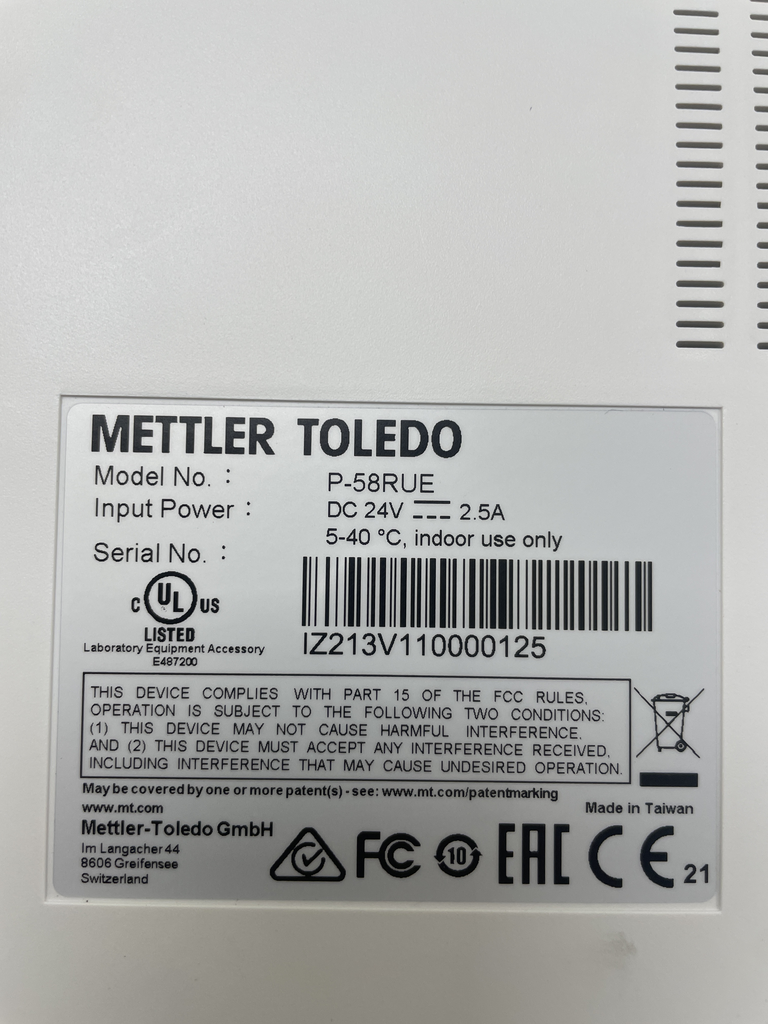 METTLER TOLEDO
Model No. : P-58RUE
Input Power : DC 24V 2.5A
5-40 °C, indoor use only
Serial No. :
C UL US
LISTED
Laboratory Equipment Accessory
E487200
IZ213V110000125
THIS DEVICE COMPLIES WITH PART 15 OF THE FCC RULES,
OPERATION IS SUBJECT TO THE FOLLOWING TWO CONDITIONS:
(1) THIS DEVICE MAY NOT CAUSE HARMFUL INTERFERENCE,
AND (2) THIS DEVICE MUST ACCEPT ANY INTERFERENCE RECEIVED,
INCLUDING INTERFERENCE THAT MAY CAUSE UNDESIRED OPERATION.
May be covered by one or more patent(s) - see: www.mt.com/patentmarking
www.mt.com
Made in Taiwan
Mettler-Toledo GmbH
Im Langacher 44
8606 Greifensee
Switzerland
FC 10 EAC CE 21